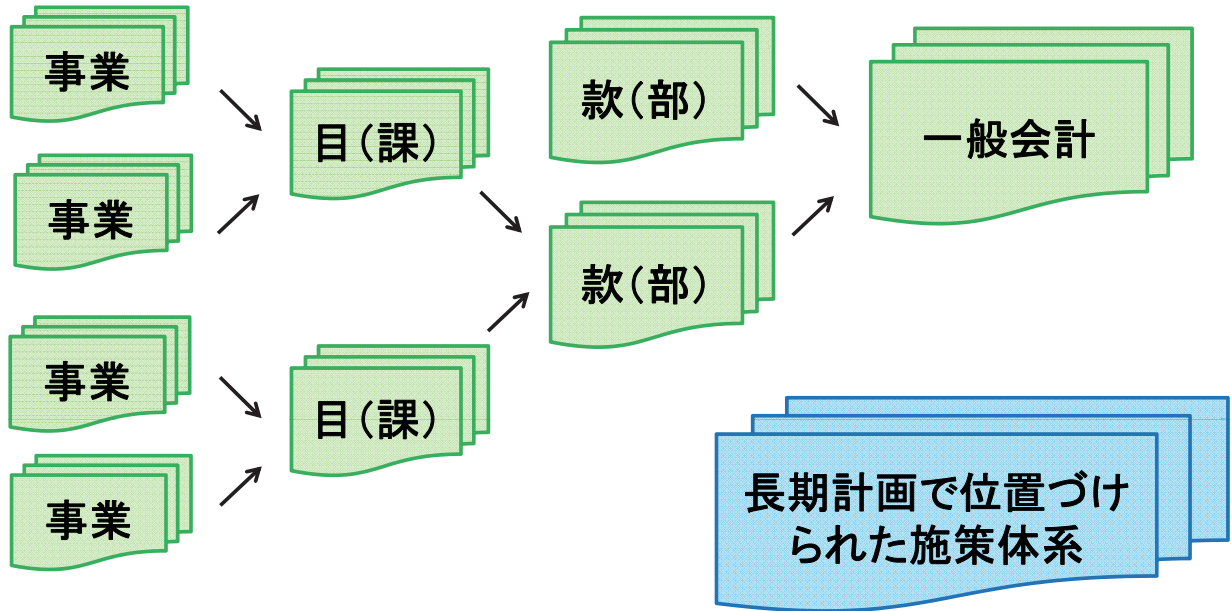 事業
事業
事業
事業
目(課)
目(課)
款(部)
款(部)
一般会計
長期計画で位置づけ
られた施策体系